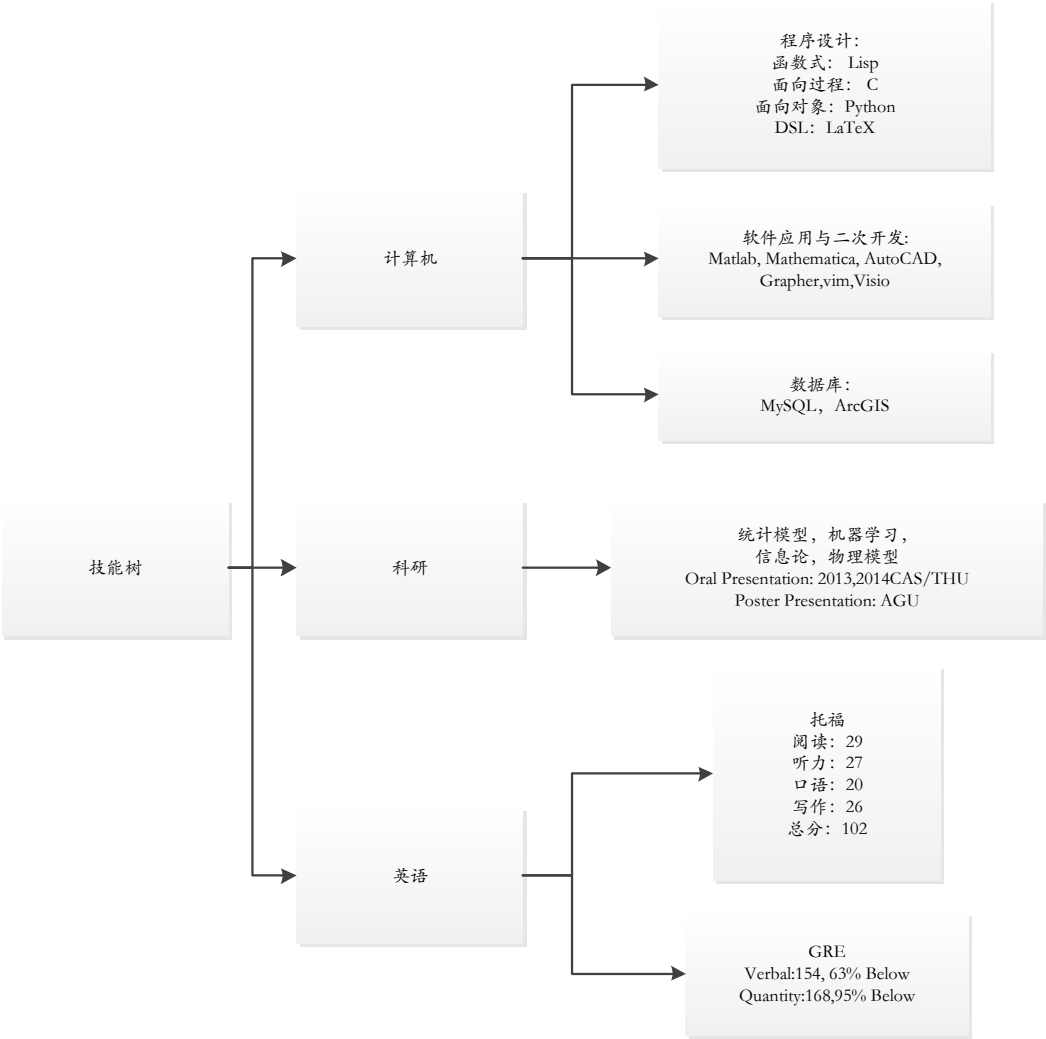 程序设计：
函数式： Lisp
面向过程： C
面向对象：Python
DSL：LaTeX
计算机
软件应用与二次开发:
Matlab, Mathematica, AutoCAD,
Grapher,vim,Visio
数据库：
MySQL，ArcGIS
技能树
科研
统计模型，机器学习，
信息论，物理模型
Oral Presentation: 2013,2014CAS/THU
Poster Presentation: AGU
英语
托福
阅读：29
听力：27
口语：20
写作：26
总分：102
GRE
Verbal:154, 63% Below
Quantity:168,95% Below